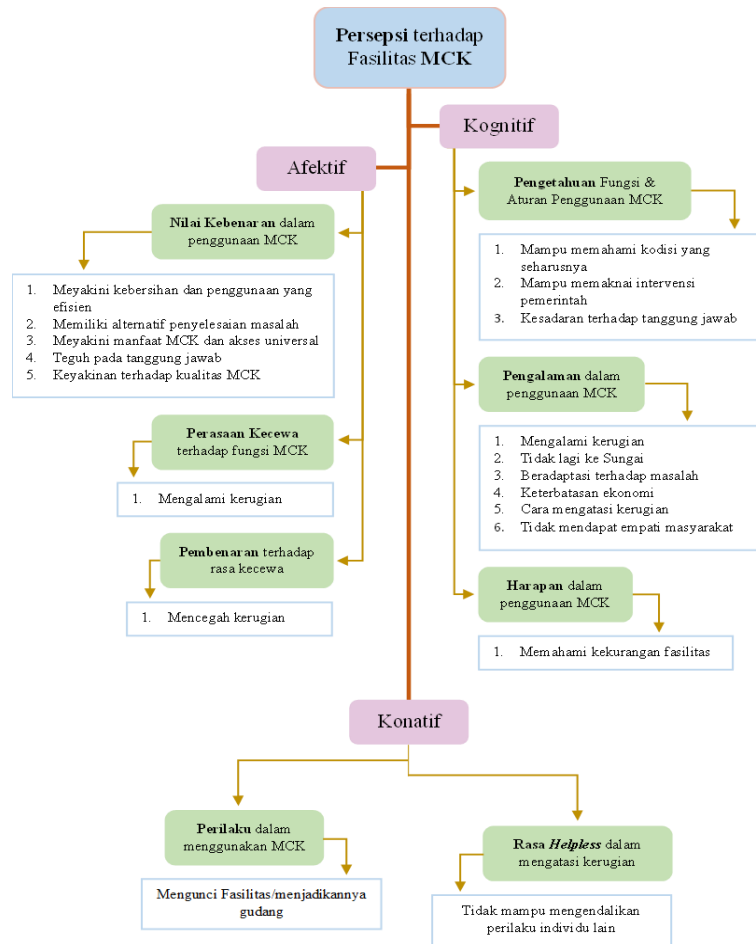 Persepsi terhadap
Fasilitas MCK
Kognitif
Afektif
Pengetahuan Fungsi &
Aturan Penggunaan MCK
1. Mampu memahami kodisi yang
seharusnya
2. Mampu memaknai intervensi
pemerintah
3. Kesadaran terhadap tanggung jawab
Pengalaman dalam
penggunaan MCK
1. Mengalami kerugian
2. Tidak lagi ke Sungai
3. Beradaptasi terhadap masalah
4. Keterbatasan ekonomi
5. Cara mengatasi kerugian
6. Tidak mendapat empati masyarakat
Harapan dalam
penggunaan MCK
1. Memahami kekurangan fasilitas
Nilai Kebenaran dalam
penggunaan MCK
1. Meyakini kebersihan dan penggunaan yang
efisien
2. Memiliki alternatif penyelesaian masalah
3. Meyakini manfaat MCK dan akses universal
4. Teguh pada tanggung jawab
5. Keyakinan terhadap kualitas MCK
Perasaan Kecewa
terhadap fungsi MCK
1. Mengalami kerugian
Pembenaran terhadap
rasa kecewa
1. Mencegah kerugian
Konatif
Perilaku dalam
menggunakan MCK
Mengunci Fasilitas/menjadikannya
gudang
Rasa Helpless dalam
mengatasi kerugian
Tidak mampu mengendalikan
perilaku individu lain